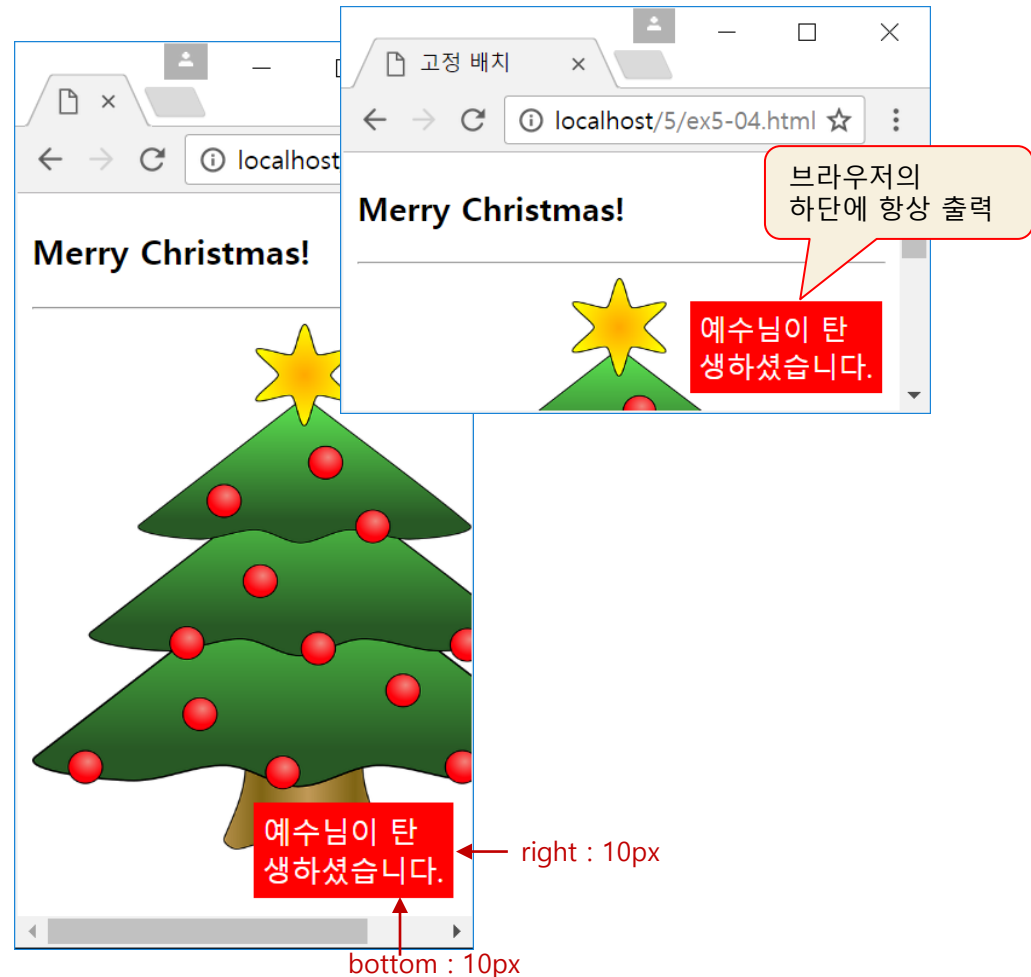 고정 배치
localhost/5/ex5-04.html
브라우저의
하단에 항상 출력
Merry Christmas!
예수님이 탄
생하셨습니다.
localhost
Merry Christmas!
예수님이 탄
생하셨습니다.
right : 10px
bottom : 10px